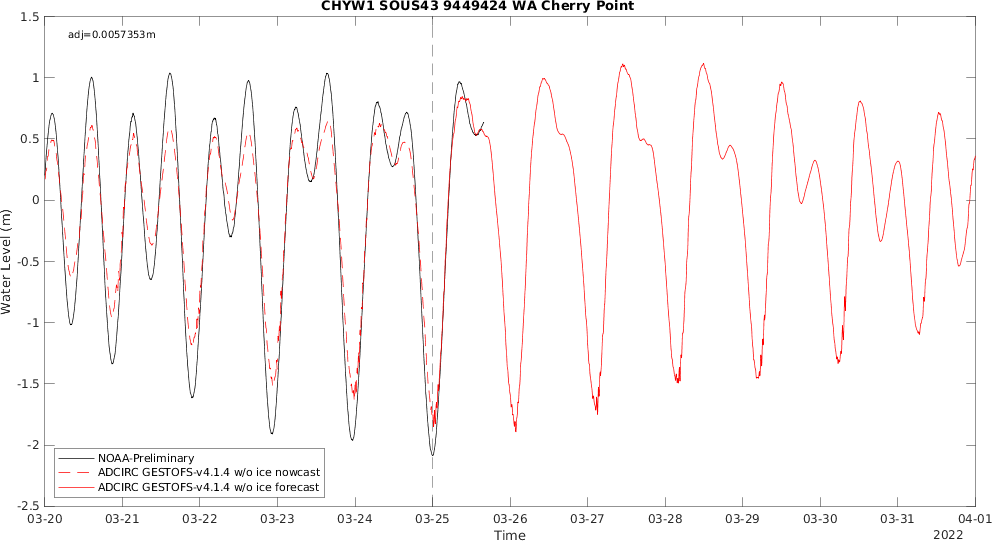 CHYW1 SOUS43 9449424 WA Cherry Point
adj=0.0057353m
Water Level (m)
1.5
1
0.5
0
-0.5
-1
-1.5
-2
-2.5
NOAA-Preliminary
ADCIRC GESTOFS-v4.1.4 w/o ice nowcast
ADCIRC GESTOFS-v4.1.4 w/o ice forecast
03-20 03-21 03-22 03-23 03-24 03-25 03-26 03-27 03-28 03-29 03-30 03-31 04-01
Time
2022